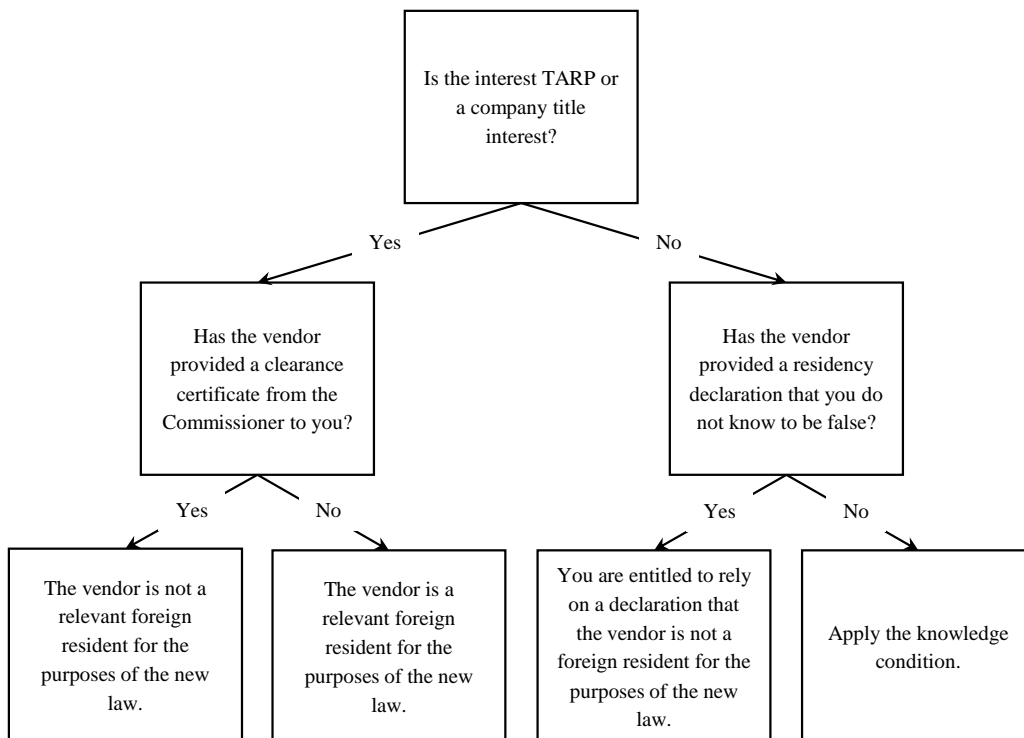 Is the interest TARP or
a company title
interest?
Yes
No
Has the vendor
provided a clearance
certificate from the
Commissioner to you?
Has the vendor
provided a residency
declaration that you do
not know to be false?
Yes
No
Yes
No
The vendor is not a
relevant foreign
resident for the
purposes of the new
law.
The vendor is a
relevant foreign
resident for the
purposes of the new
law.
You are entitled to rely
on a declaration that
the vendor is not a
foreign resident for the
purposes of the new
law.
Apply the knowledge
condition.